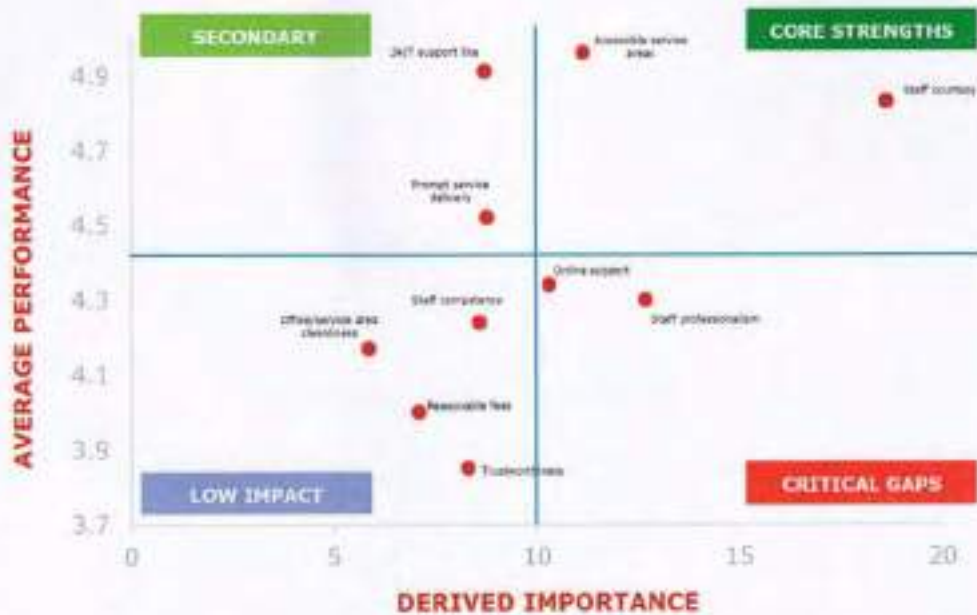 SECONDARY
CORE STRENGTHS
24/7 support line
Accessible service
areas
Staff courtesy
4.9
4.7
Prompt service
delivery
4.5
AVERAGE PERFORMANCE
Online support
4.3
Staff competence
Office/service area
cleanliness
Staff professionalism
4.1
Reasonable fees
3.9
Trustworthiness
LOW IMPACT
CRITICAL GAPS
3.7
0
5
10
15
20
DERIVED IMPORTANCE